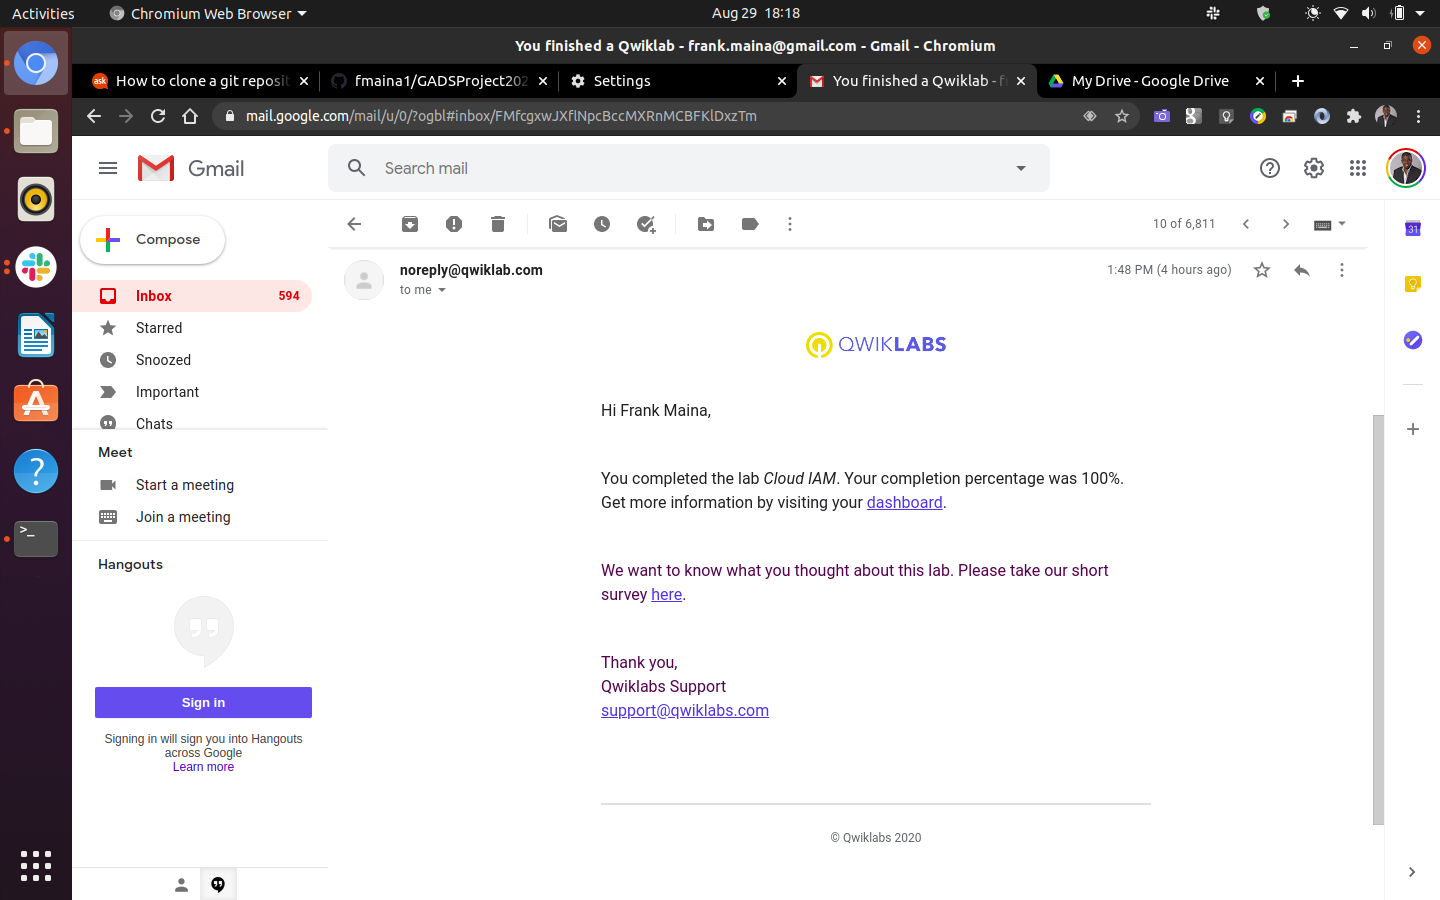 Activities
Chromium Web Browser
Aug 29 18:18
You finished a Qwiklab - frank.maina@gmail.com - Gmail - Chromium
How to clone a git reposit
fmaina1/GADSProject202
Settings
You finished a Qwiklab - f
My Drive - Google Drive
mail.google.com/mail/u/0/?ogbl#inbox/FMfcgxwJXflNpcBccMXRnMCBFKlDxzTm
Gmail
Search mail
Compose
10 of 6,811
Inbox 594
Starred
Snoozed
Important
Chats
Meet
Start a meeting
Join a meeting
Hangouts
Sign in
Signing in will sign you into Hangouts
across Google
Learn more
noreply@qwiklab.com
1:48 PM (4 hours ago)
to me
QWIKLABS
Hi Frank Maina,
You completed the lab Cloud IAM. Your completion percentage was 100%.
Get more information by visiting your dashboard.
We want to know what you thought about this lab. Please take our short
survey here.
Thank you,
Qwiklabs Support
support@qwiklabs.com
© Qwiklabs 2020
31
ask
>_
?